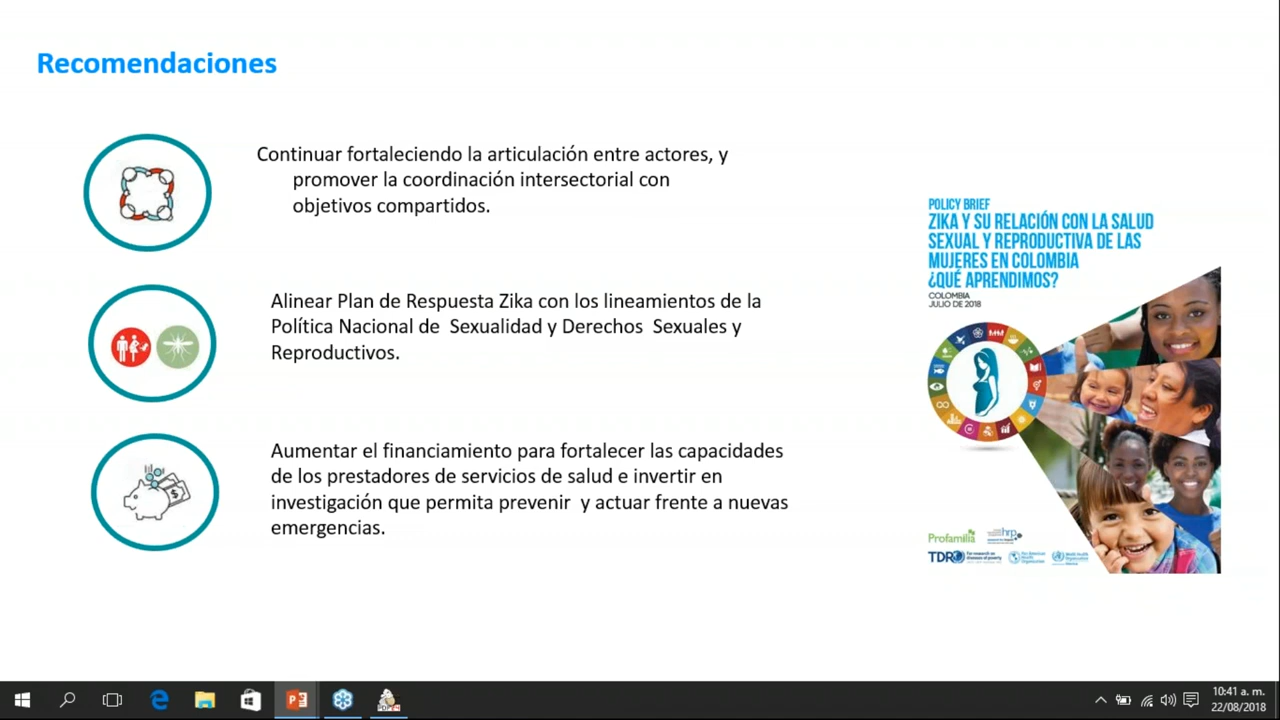 Recomendaciones
Continuar fortaleciendo la articulación entre actores, y
promover la coordinación intersectorial con
objetivos compartidos.
Alinear Plan de Respuesta Zika con los lineamientos de la
Política Nacional de Sexualidad y Derechos Sexuales y
Reproductivos.
Aumentar el financiamiento para fortalecer las capacidades
de los prestadores de servicios de salud e invertir en
investigación que permita prevenir y actuar frente a nuevas
emergencias.
POLICY BRIEF
ZIKA Y SU RELACIÓN CON LA SALUD
SEXUAL Y REPRODUCTIVA DE LAS
MUJERES EN COLOMBIA
¿QUÉ APRENDIMOS?
COLOMBIA
JULIO DE 2018
Profamilia
hrp
TDR
10:41 a. m.
22/08/2018